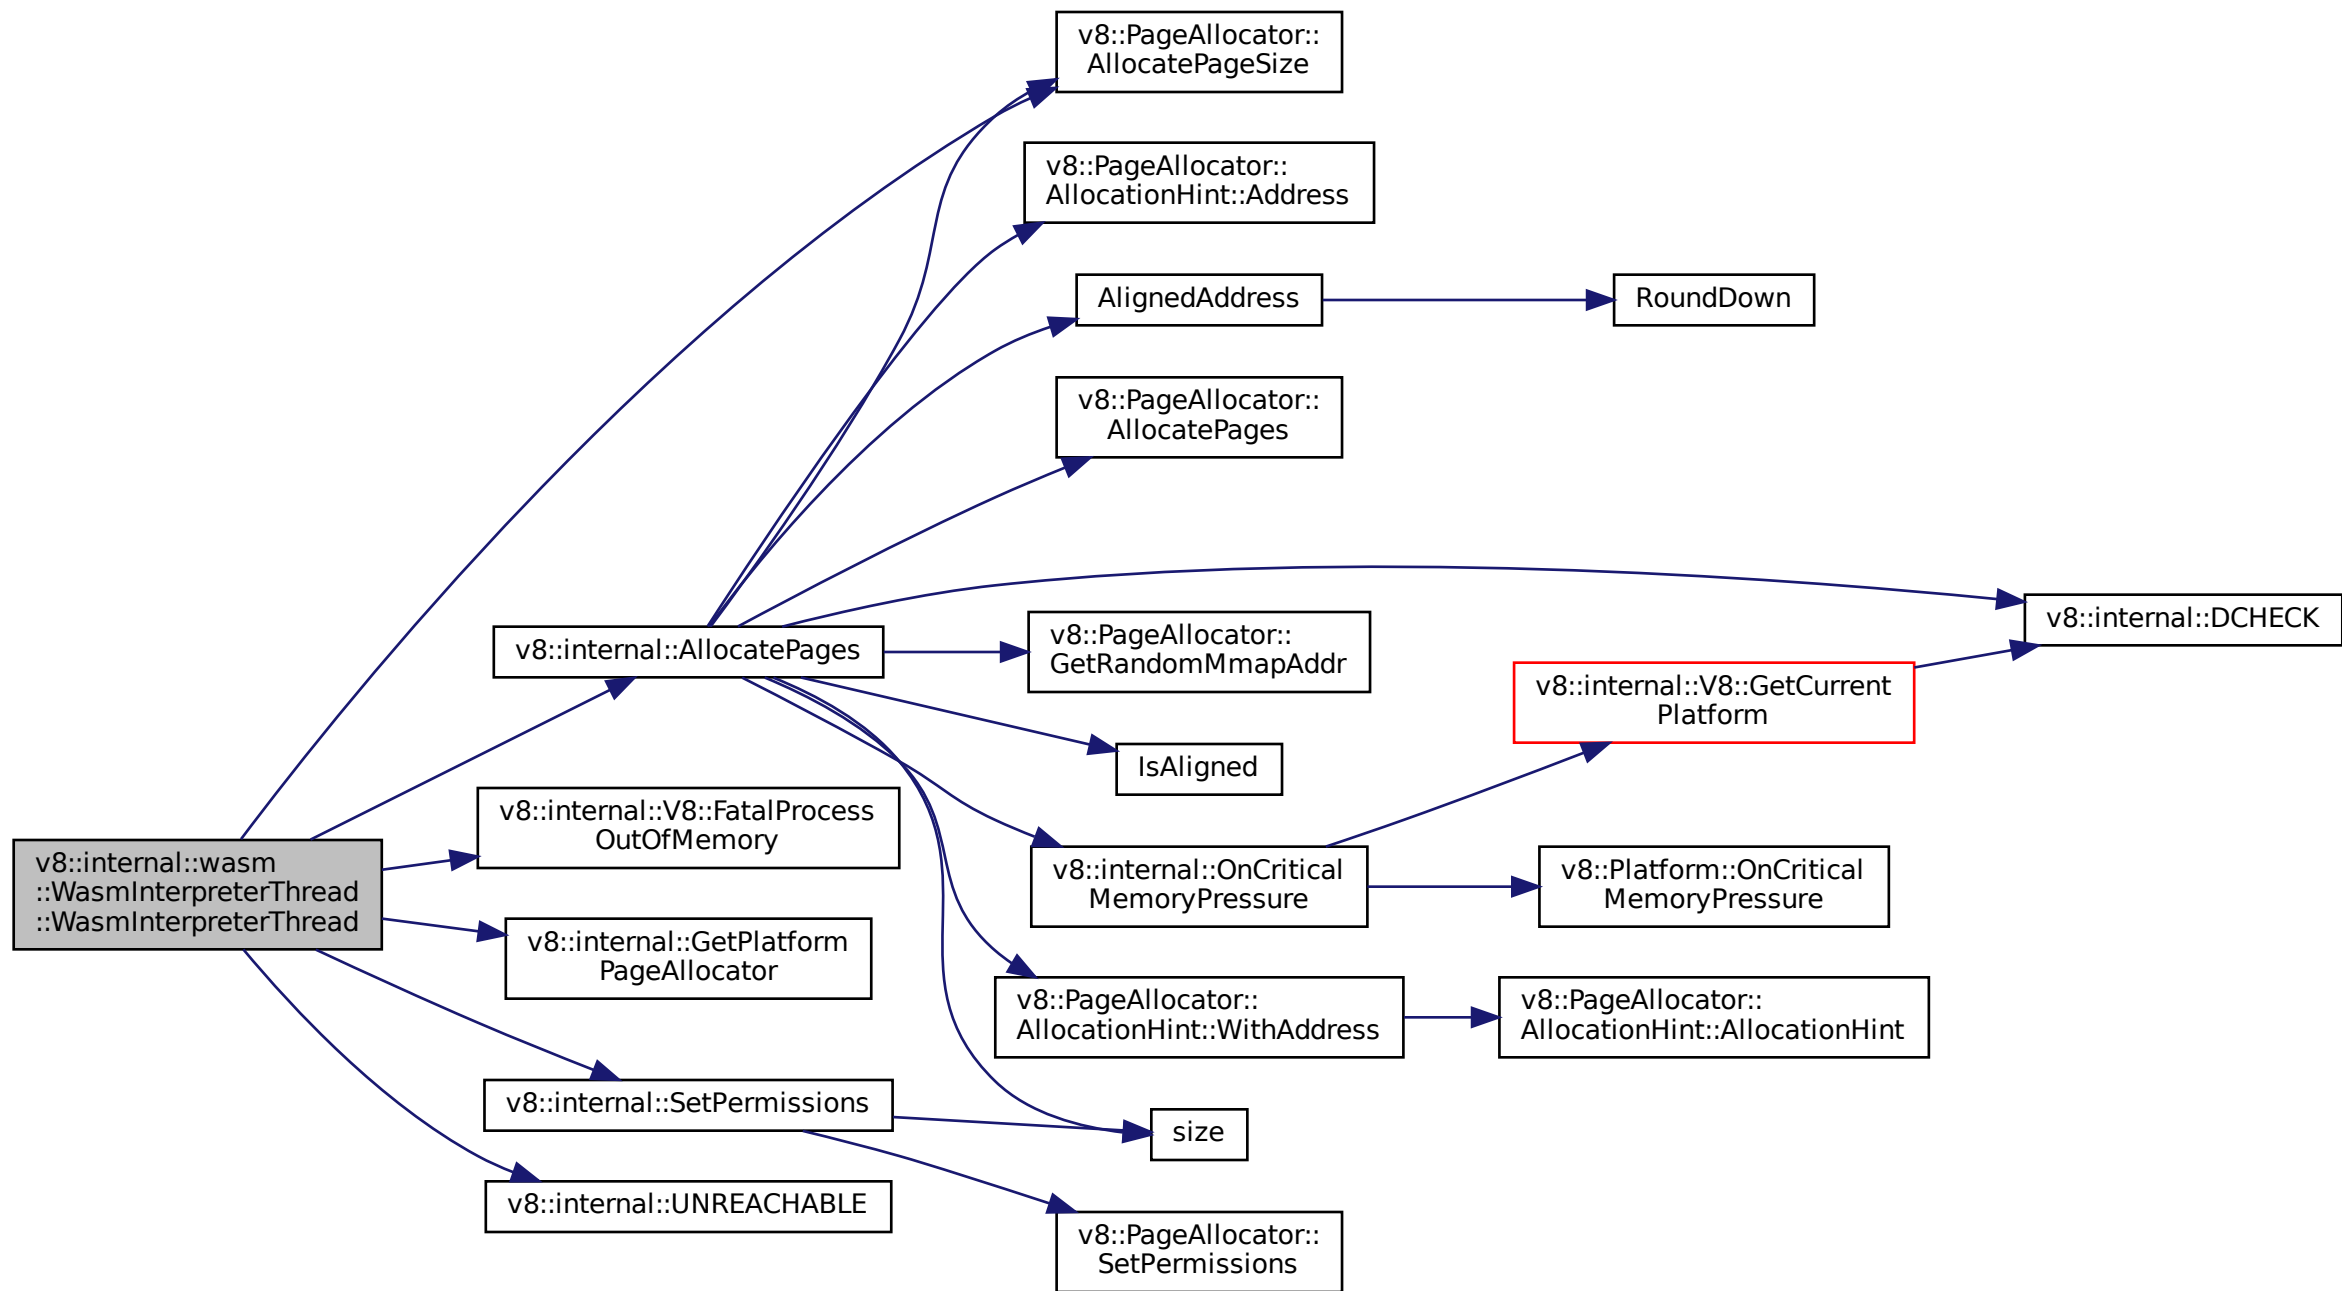 v8::PageAllocator::
AllocatePageSize
v8::PageAllocator::
AllocationHint::Address
AlignedAddress
RoundDown
v8::PageAllocator::
AllocatePages
v8::internal::DCHECK
v8::internal::AllocatePages
v8::PageAllocator::
GetRandomMmapAddr
v8::internal::V8::GetCurrent
Platform
IsAligned
v8::internal::V8::FatalProcess
OutOfMemory
v8::internal::wasm
::WasmInterpreterThread
::WasmInterpreterThread
v8::internal::OnCritical
MemoryPressure
v8::Platform::OnCritical
MemoryPressure
v8::internal::GetPlatform
PageAllocator
v8::PageAllocator::
AllocationHint::WithAddress
v8::PageAllocator::
AllocationHint::AllocationHint
v8::internal::SetPermissions
size
v8::internal::UNREACHABLE
v8::PageAllocator::
SetPermissions